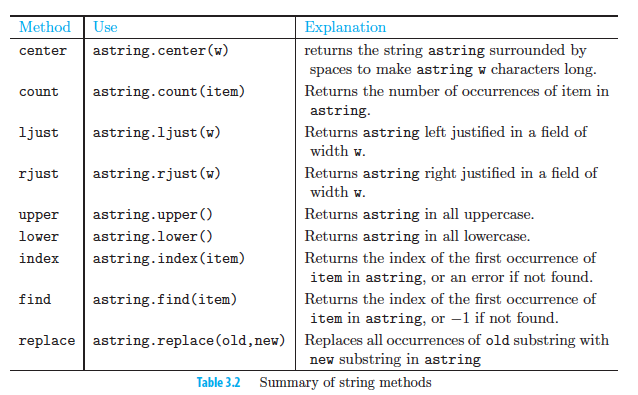 Method Use Explanation
center astring.center(w) returns the string astring surrounded by
spaces to make astring w characters long.
count astring.count(item) Returns the number of occurrences of item in
astring.
ljust astring.ljust(w) Returns astring left justified in a field of
width w.
rjust astring.rjust(w) Returns astring right justified in a field of
width w.
upper astring.upper() Returns astring in all uppercase.
lower astring.lower() Returns astring in all lowercase.
index astring.index(item) Returns the index of the first occurrence of
item in astring, or an error if not found.
find astring.find(item) Returns the index of the first occurrence of
item in astring, or −1 if not found.
replace astring.replace(old,new) Replaces all occurrences of old substring with
new substring in astring
Table 3.2 Summary of string methods